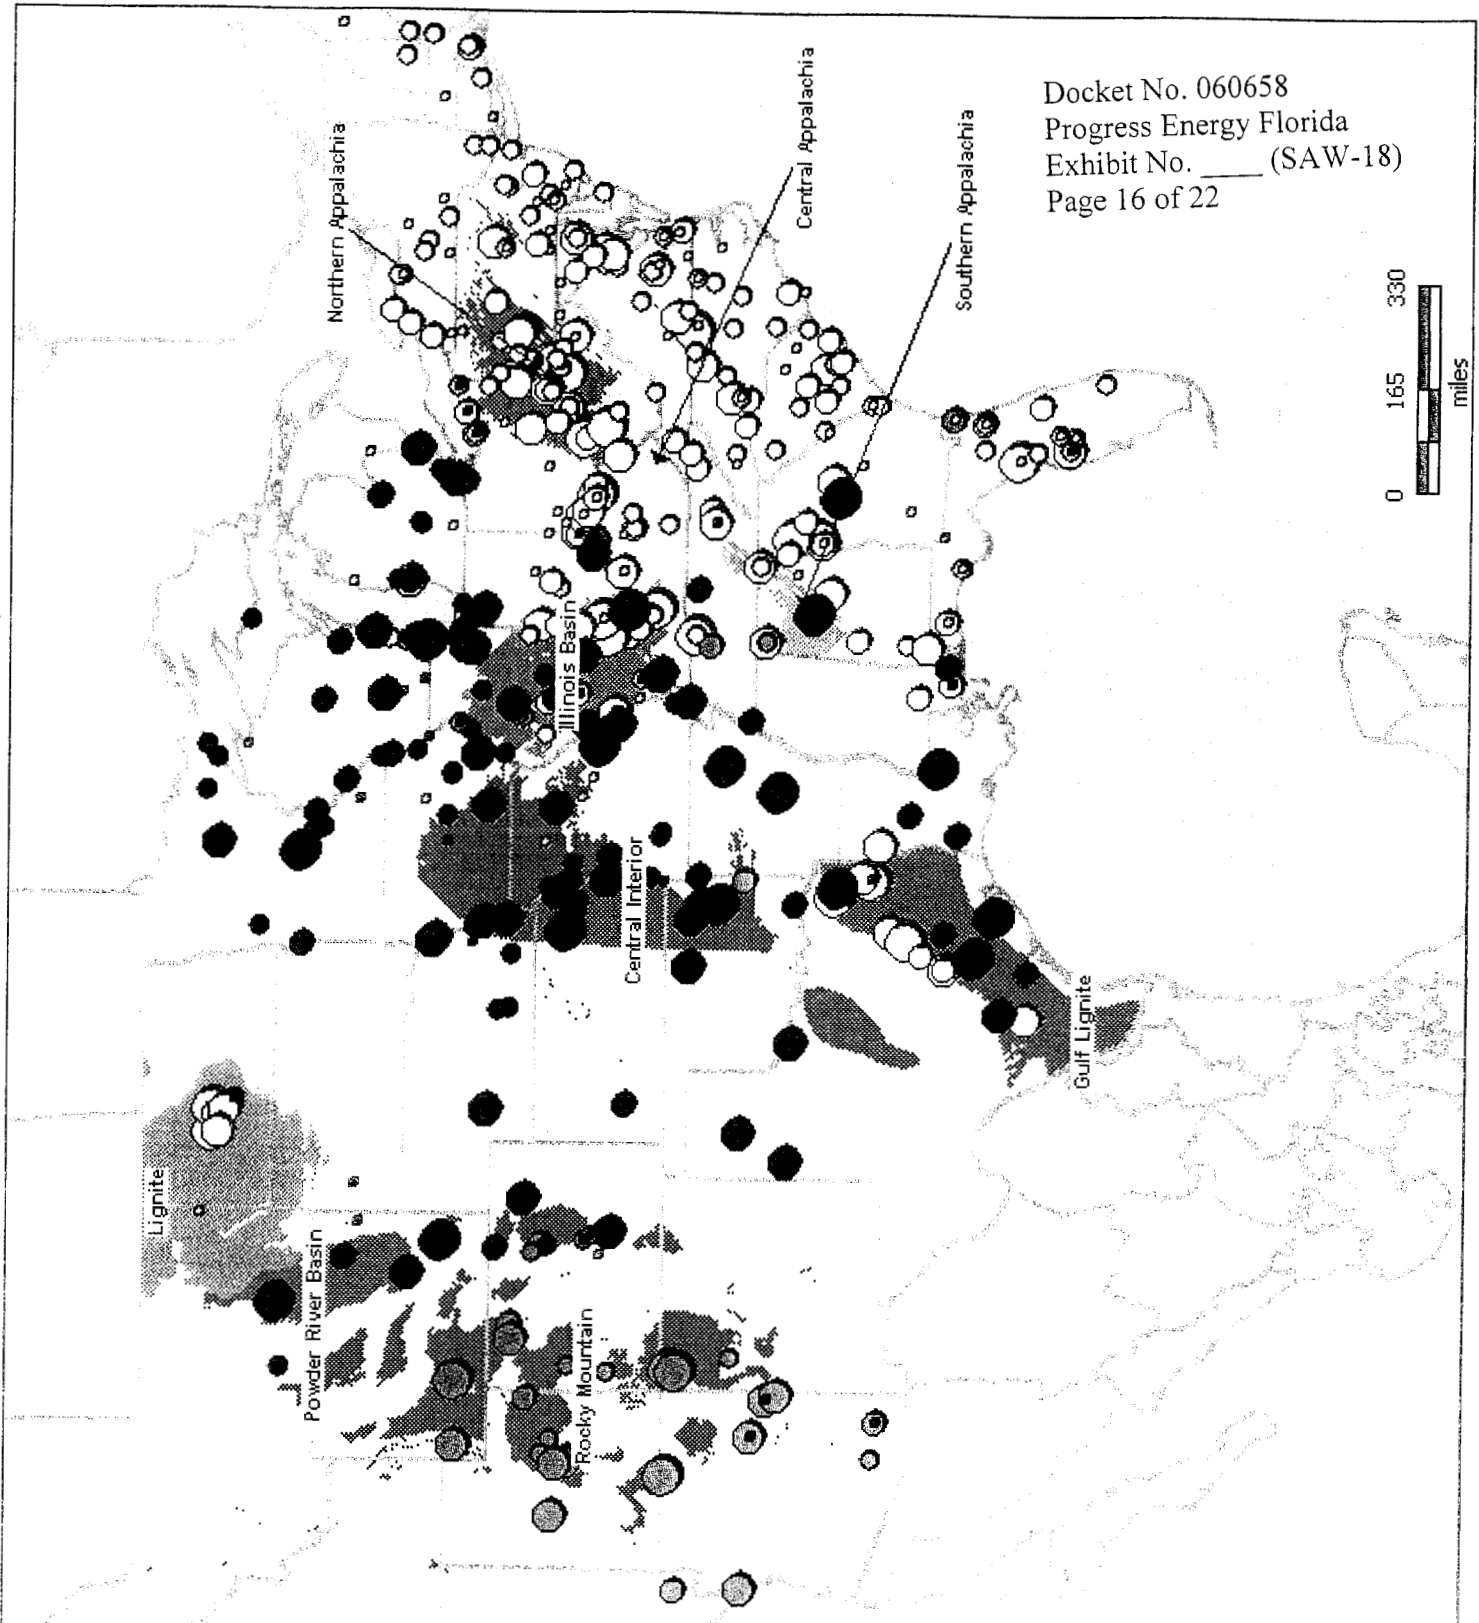 Docket No. 060658
Progress Energy Florida
Exhibit No. ____ (SAW-18)
Page 16 of 22
Northern Appalachia
Central Appalachia
Southern Appalachia
Illinois Basin
Central Interior
Gulf Lignite
Lignite
Powder River Basin
Rocky Mountain
0 165 330
miles